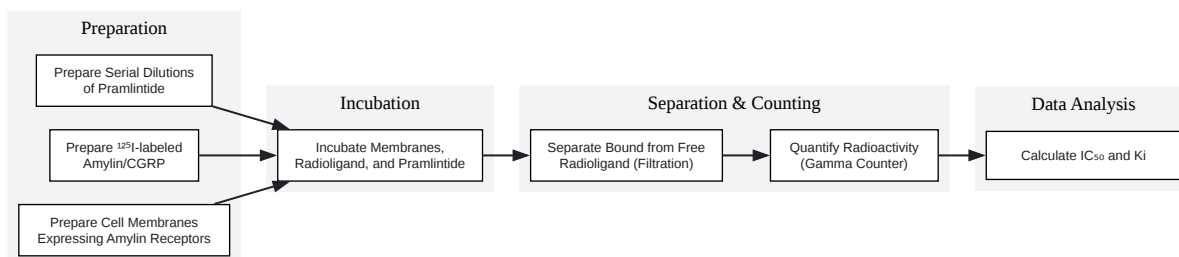 Preparation
Prepare Serial Dilutions
of Pramlintide
Prepare ¹²⁵I-labeled
Amylin/CGRP
Prepare Cell Membranes
Expressing Amylin Receptors
Incubation
Incubate Membranes,
Radioligand, and Pramlintide
Separation & Counting
Separate Bound from Free
Radioligand (Filtration)
Quantify Radioactivity
(Gamma Counter)
Data Analysis
Calculate IC₅₀ and Ki